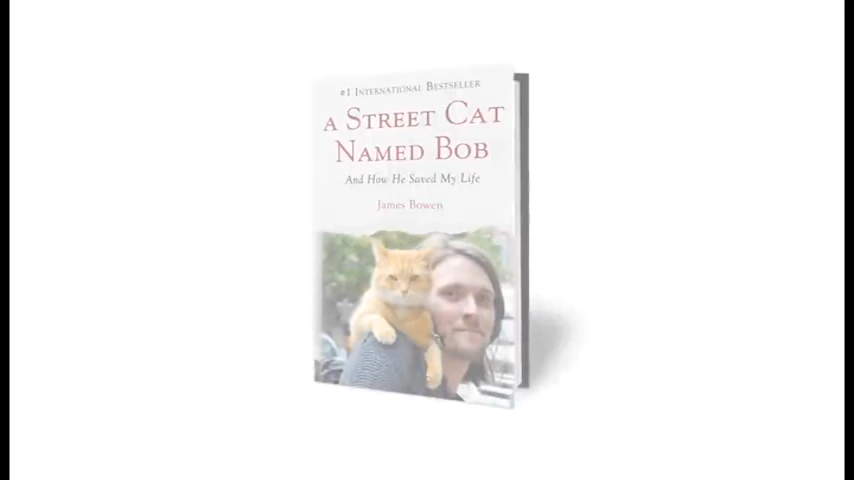 #1 International Bestseller
A Street Cat
Named Bob
And How He Saved My Life
James Bowen